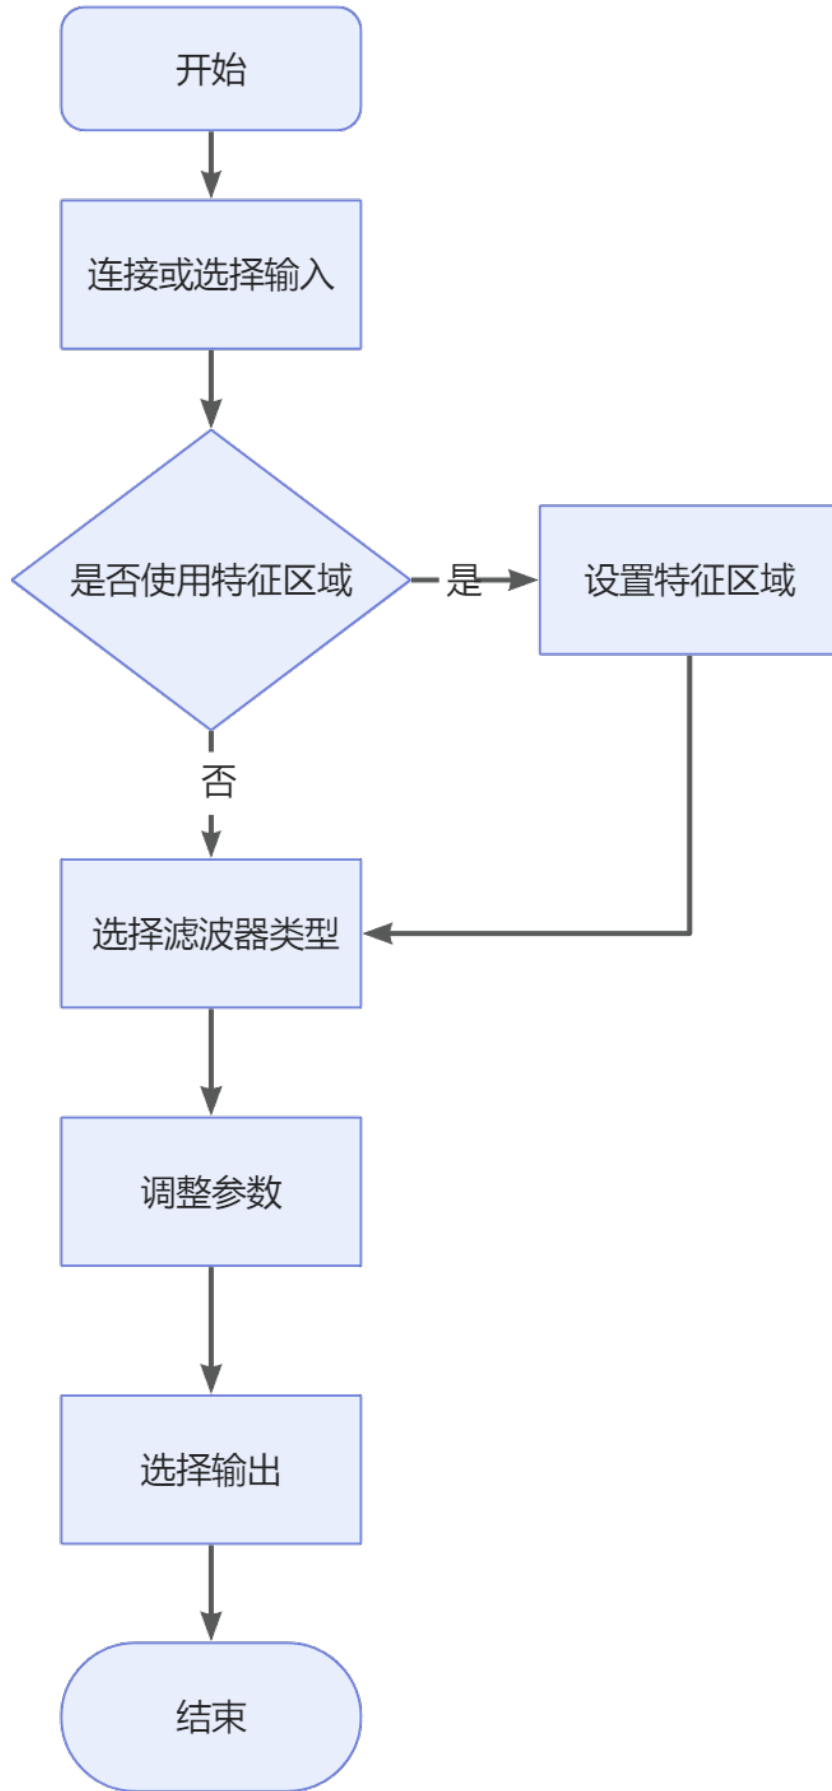 开始
连接或选择输入
是否使用特征区域
是
设置特征区域
否
选择滤波器类型
调整参数
选择输出
结束